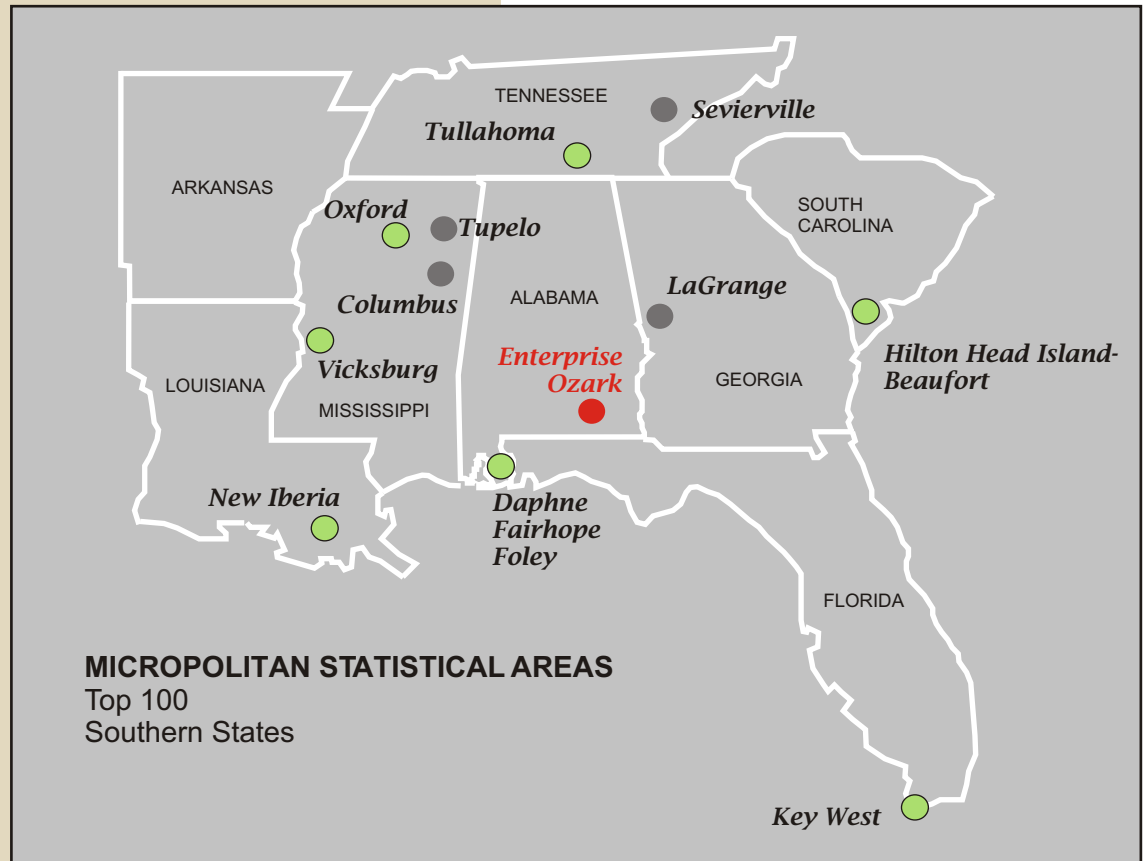 TENNESSEE
Sevierville
Tullahoma
ARKANSAS
SOUTH
CAROLINA
Oxford
Tupelo
Columbus
ALABAMA
LaGrange
Enterprise
Ozark
Vicksburg
LOUISIANA
MISSISSIPPI
GEORGIA
Hilton Head Island-
Beaufort
New Iberia
Daphne
Fairhope
Foley
FLORIDA
MICROPOLITAN STATISTICAL AREAS
Top 100
Southern States
Key West